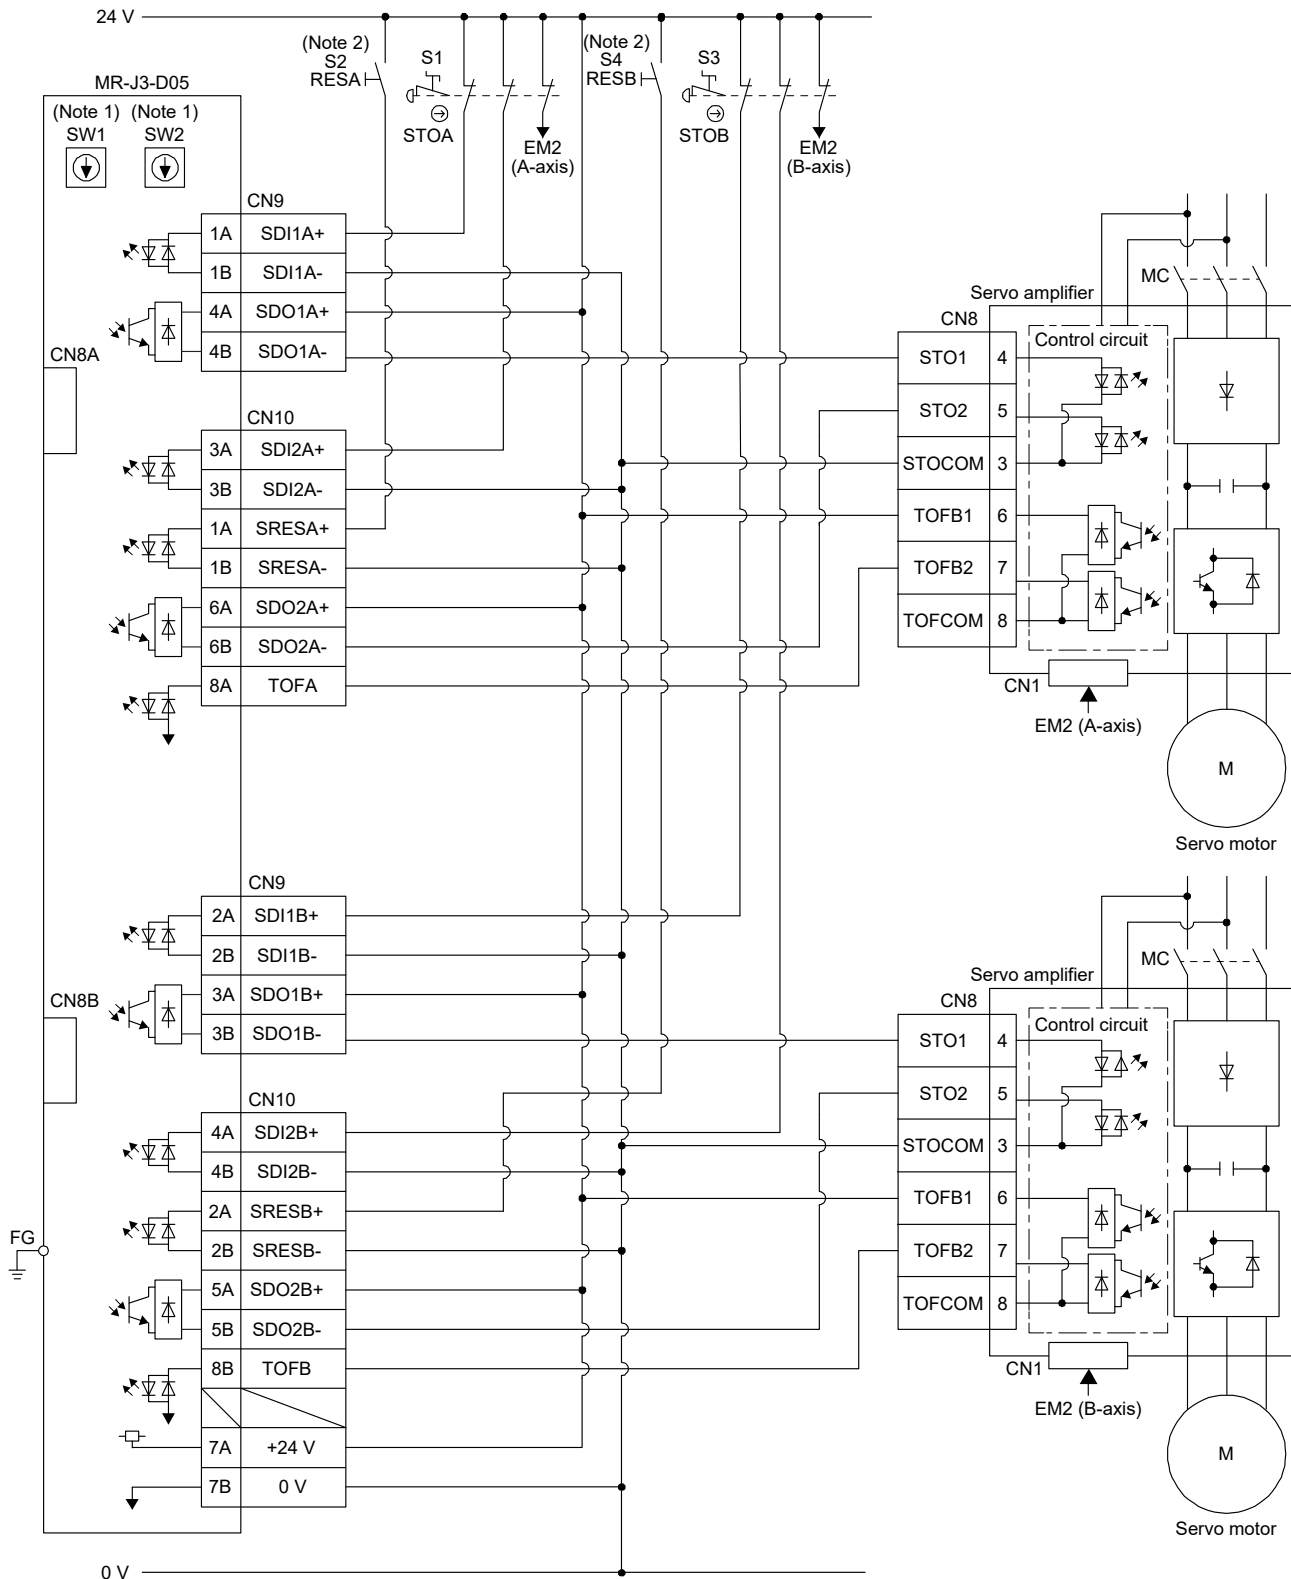 24 V
(Note 2)
S2
RESA
S1
STOA
EM2
(A-axis)
(Note 2)
S4
RESB
S3
STOB
EM2
(B-axis)
MR-J3-D05
(Note 1) (Note 1)
SW1 SW2
CN9
1A SDI1A+
1B SDI1A-
4A SDO1A+
4B SDO1A-
CN8A
CN10
3A SDI2A+
3B SDI2A-
1A SRESA+
1B SRESA-
6A SDO2A+
6B SDO2A-
8A TOFA
MC
Servo amplifier
CN8
Control circuit
STO1 4
STO2 5
STOCOM 3
TOFB1 6
TOFB2 7
TOFCOM 8
CN1
EM2 (A-axis)
M
Servo motor
CN9
2A SDI1B+
2B SDI1B-
3A SDO1B+
3B SDO1B-
CN8B
CN10
4A SDI2B+
4B SDI2B-
2A SRESB+
2B SRESB-
5A SDO2B+
5B SDO2B-
8B TOFB
7A +24 V
7B 0 V
FG
MC
Servo amplifier
CN8
Control circuit
STO1 4
STO2 5
STOCOM 3
TOFB1 6
TOFB2 7
TOFCOM 8
CN1
EM2 (B-axis)
M
Servo motor
0 V